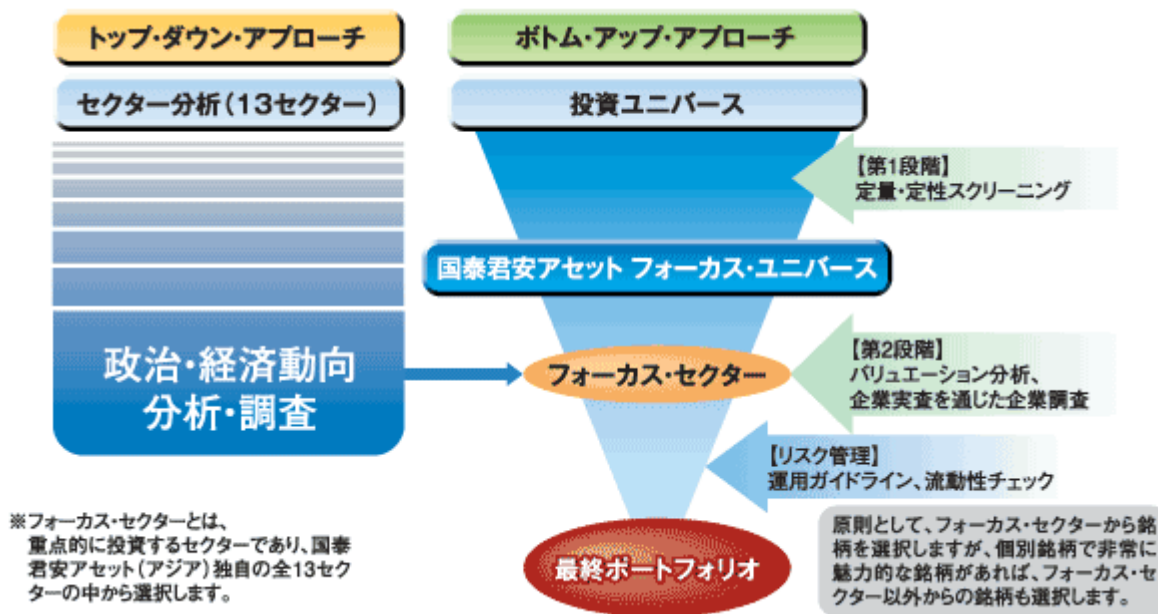 トップ・ダウン・アプローチ
セクター分析(13セクター)
政治・経済動向
分析・調査
ボトム・アップ・アプローチ
投資ユニバース
【第1段階】
定量・定性スクリーニング
国泰君安アセット フォーカス・ユニバース
フォーカス・セクター
【第2段階】
バリュエーション分析、
企業実査を通じた企業調査
【リスク管理】
運用ガイドライン、流動性チェック
最終ポートフォリオ
※フォーカス・セクターとは、
重点的に投資するセクターであり、国泰
君安アセット(アジア)独自の全13セク
ターの中から選択します。
原則として、フォーカス・セクターから銘
柄を選択しますが、個別銘柄で非常に
魅力的な銘柄があれば、フォーカス・セ
クター以外からの銘柄も選択します。